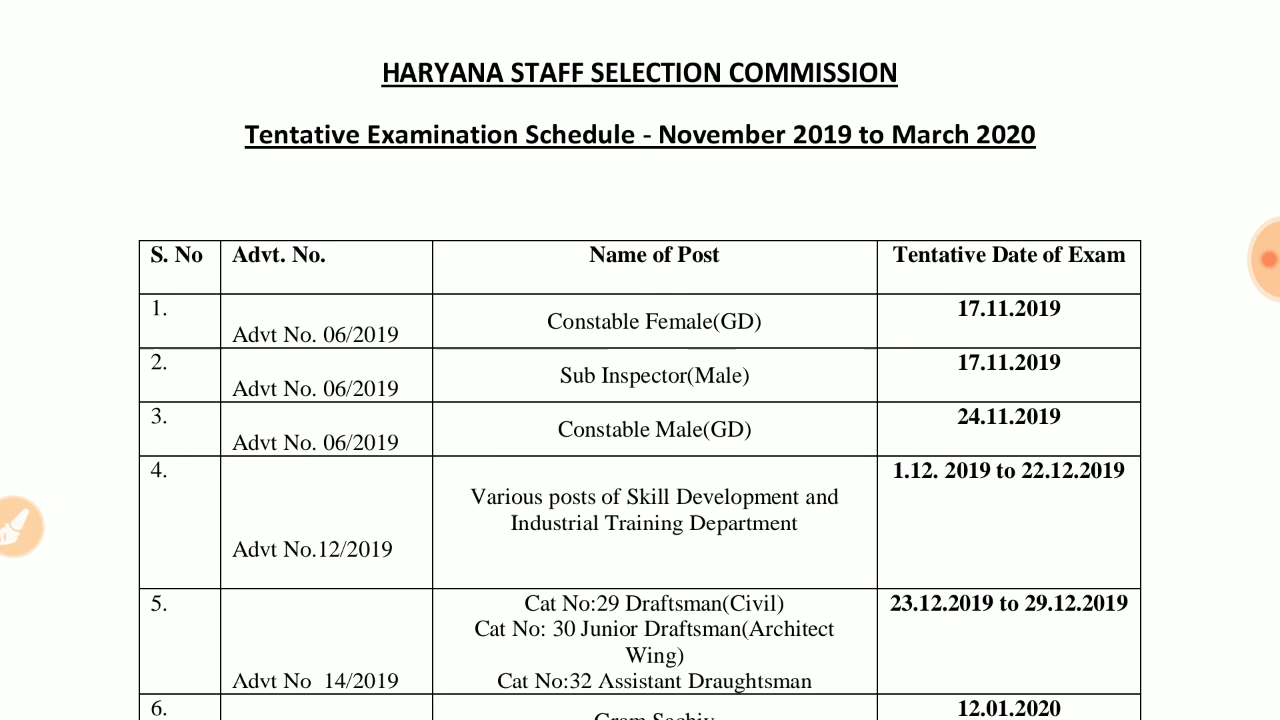 HARYANA STAFF SELECTION COMMISSION
Tentative Examination Schedule - November 2019 to March 2020
S. No Advt. No. Name of Post Tentative Date of Exam
1. Advt No. 06/2019 Constable Female(GD) 17.11.2019
2. Advt No. 06/2019 Sub Inspector(Male) 17.11.2019
3. Advt No. 06/2019 Constable Male(GD) 24.11.2019
4. 1.12. 2019 to 22.12.2019
Various posts of Skill Development and
Industrial Training Department
Advt No.12/2019
5. Cat No:29 Draftsman(Civil) 23.12.2019 to 29.12.2019
Cat No: 30 Junior Draftsman(Architect
Wing)
Advt No 14/2019 Cat No:32 Assistant Draughtsman
6. Gram Sachiv 12.01.2020